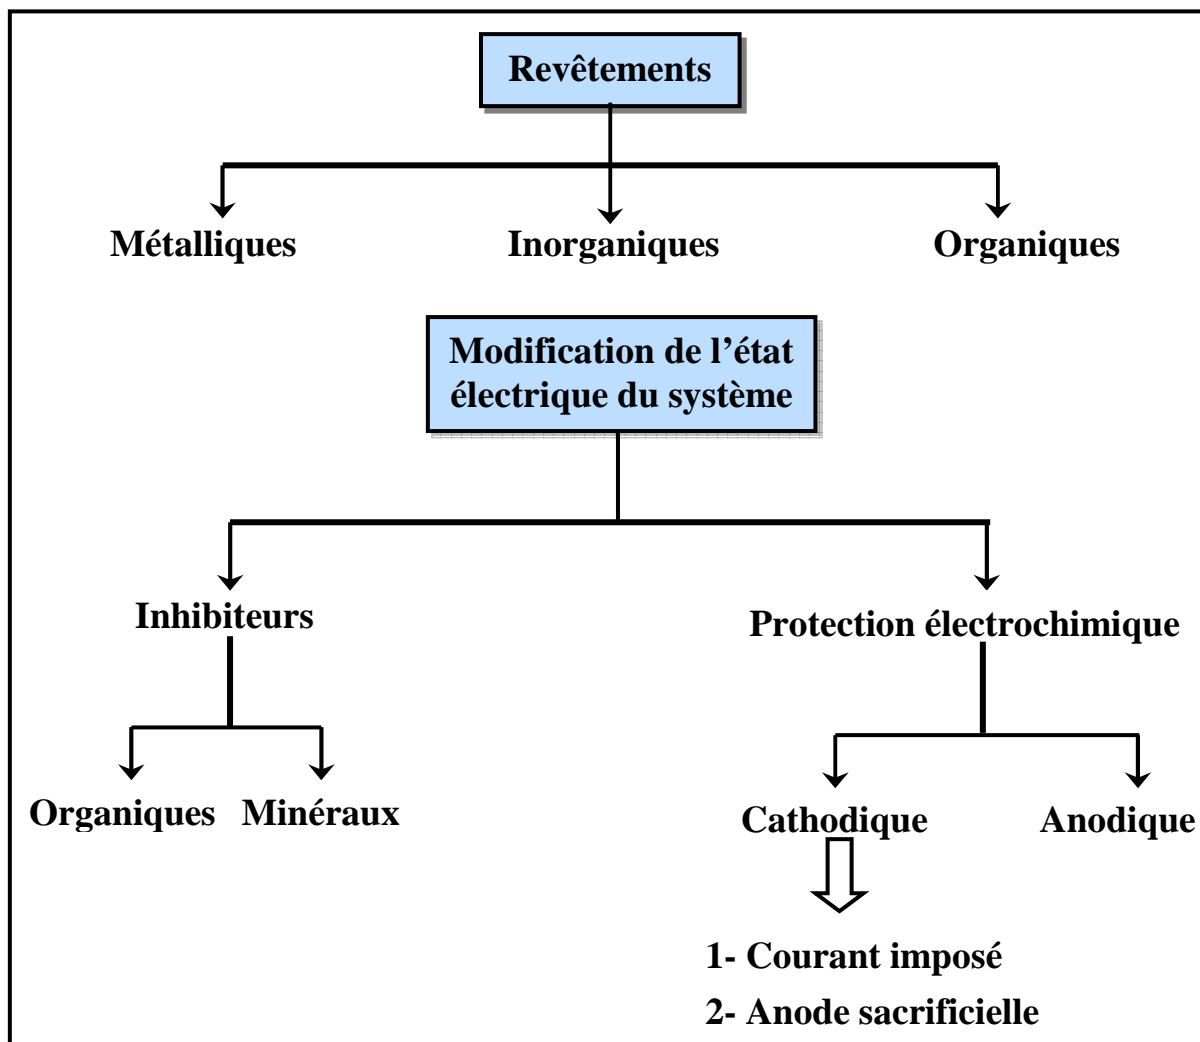 Revêtements
Métalliques
Inorganiques
Organiques
Modification de l’état
électrique du système
Inhibiteurs
Protection électrochimique
Organiques
Minéraux
Cathodique
Anodique
1- Courant imposé
2- Anode sacrificielle